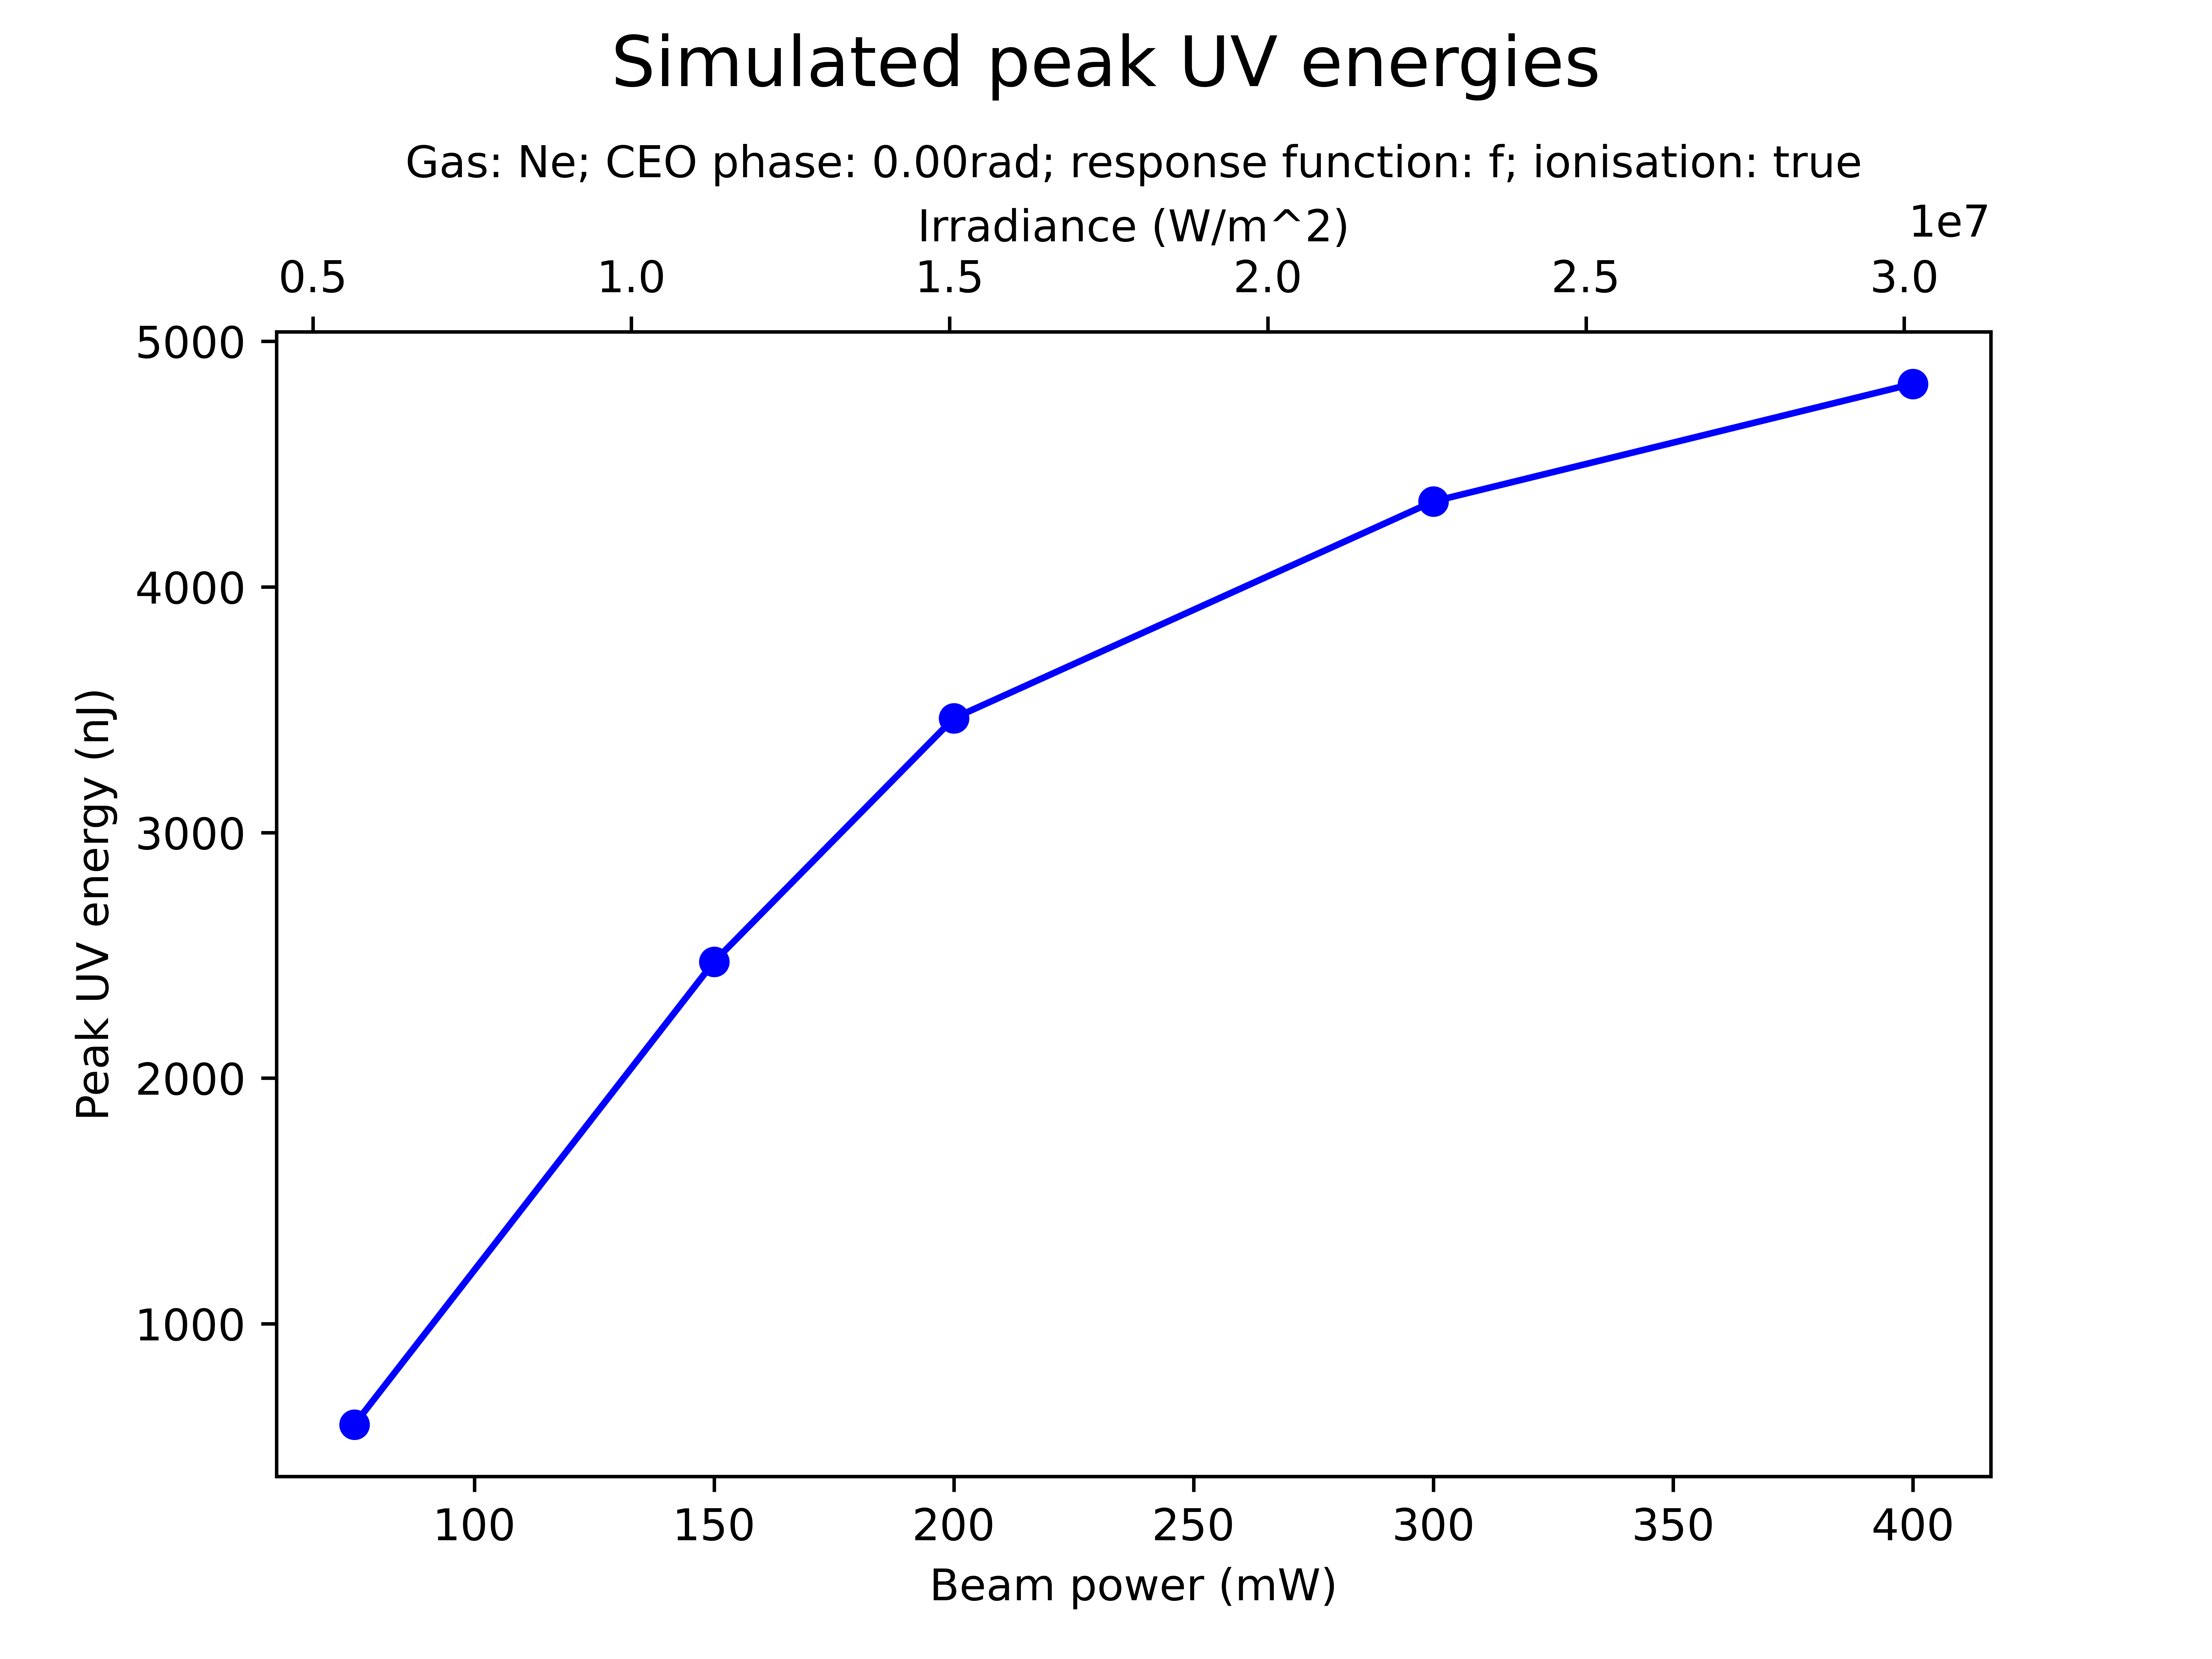 Simulated peak UV energies
Gas: Ne; CEO phase: 0.00rad; response function: f; ionisation: true
Irradiance (W/m^2)
1e7
0.5 1.0 1.5 2.0 2.5 3.0
5000
4000
3000
2000
1000
Peak UV energy (nJ)
100 150 200 250 300 350 400
Beam power (mW)